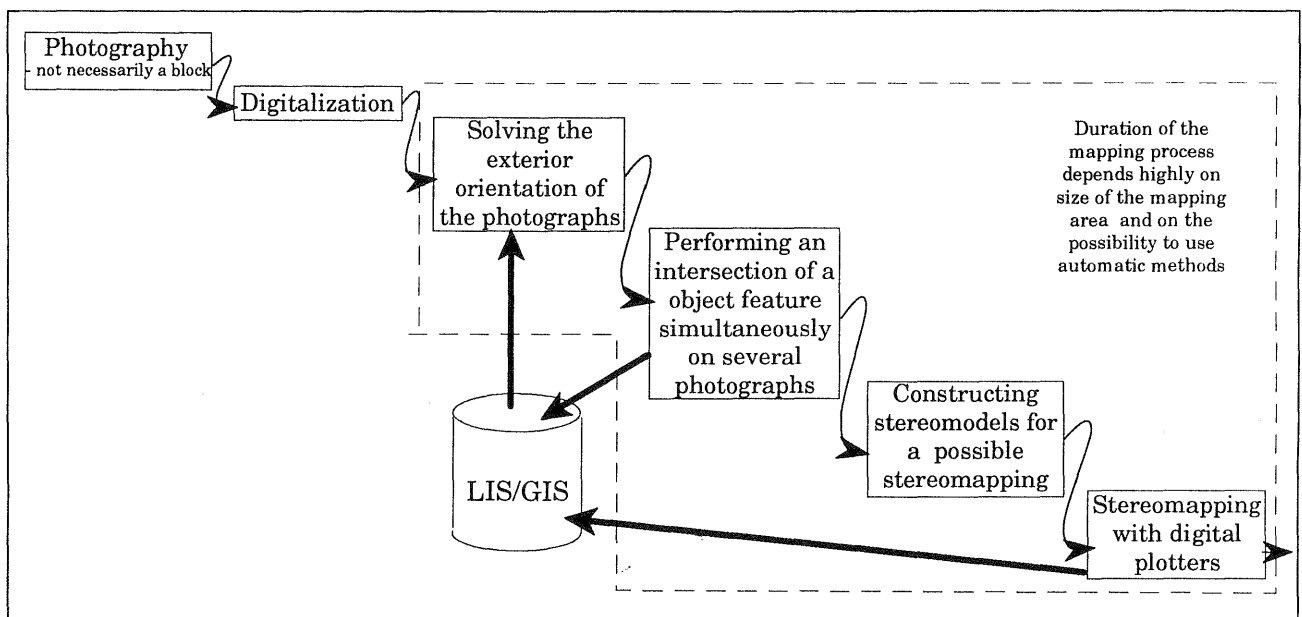 Photography
- not necessarily a block
Digitalization
Solving the
exterior
orientation of
the photographs
Duration of the
mapping process
depends highly on
size of the mapping
area and on the
possibility to use
automatic methods
Performing an
intersection of a
object feature
simultaneously
on several
photographs
Constructing
stereomodels for
a possible
stereomapping
LIS/GIS
Stereomapping
with digital
plotters